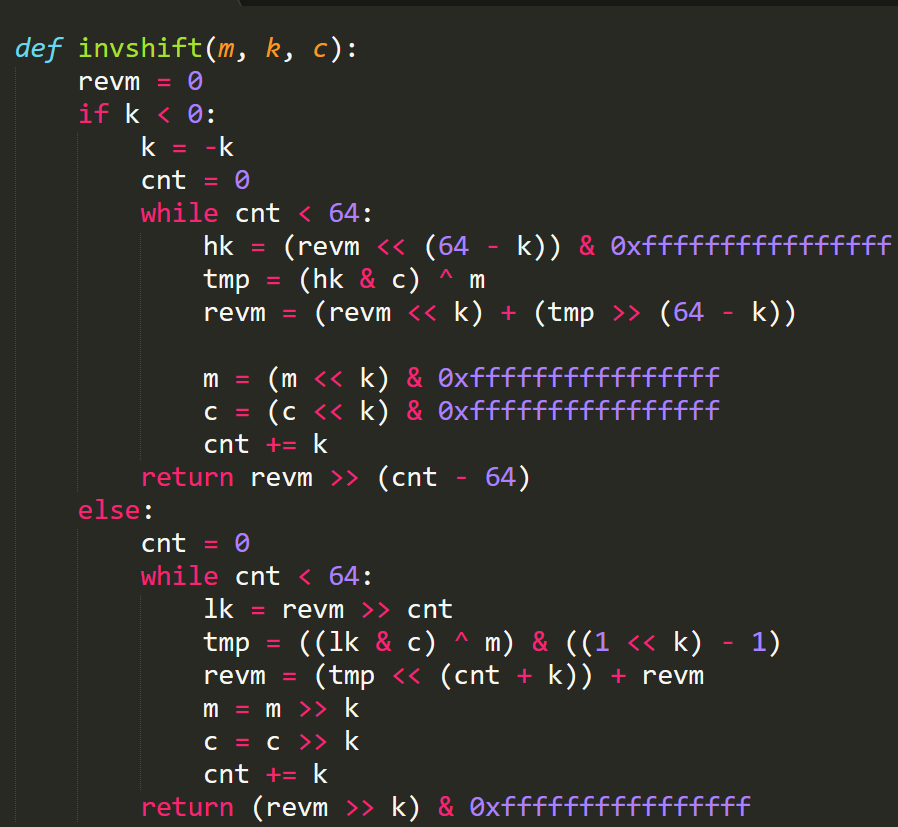 def invshift(m, k, c):
    revm = 0
    if k < 0:
        k = -k
        cnt = 0
        while cnt < 64:
            hk = (revm << (64 - k)) & 0xffffffffffffffff
            tmp = (hk & c) ^ m
            revm = (revm << k) + (tmp >> (64 - k))

            m = (m << k) & 0xffffffffffffffff
            c = (c << k) & 0xffffffffffffffff
            cnt += k
        return revm >> (cnt - 64)
    else:
        cnt = 0
        while cnt < 64:
            lk = revm >> cnt
            tmp = ((lk & c) ^ m) & ((1 << k) - 1)
            revm = (tmp << (cnt + k)) + revm
            m = m >> k
            c = c >> k
            cnt += k
        return (revm >> k) & 0xffffffffffffffff